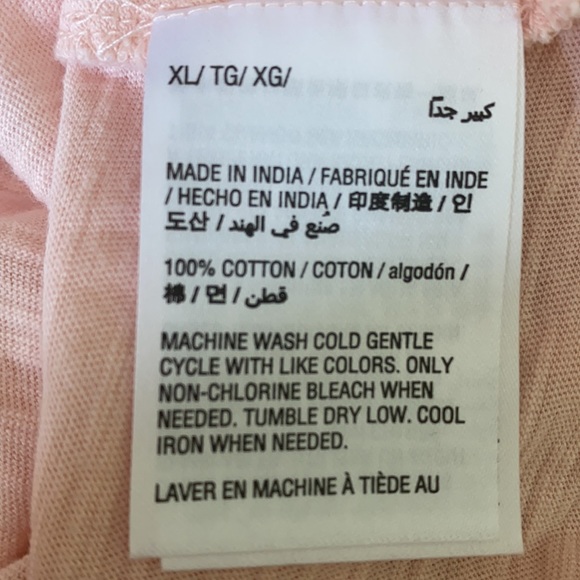 XL/ TG/ XG/
كبير جدًا
MADE IN INDIA / FABRIQUÉ EN INDE
/ HECHO EN INDIA / 印度制造 / 인
도산 / صُنع في الهند
100% COTTON / COTON / algodón /
棉 / 면 / قطن
MACHINE WASH COLD GENTLE
CYCLE WITH LIKE COLORS. ONLY
NON-CHLORINE BLEACH WHEN
NEEDED. TUMBLE DRY LOW. COOL
IRON WHEN NEEDED.
LAVER EN MACHINE À TIÈDE AU